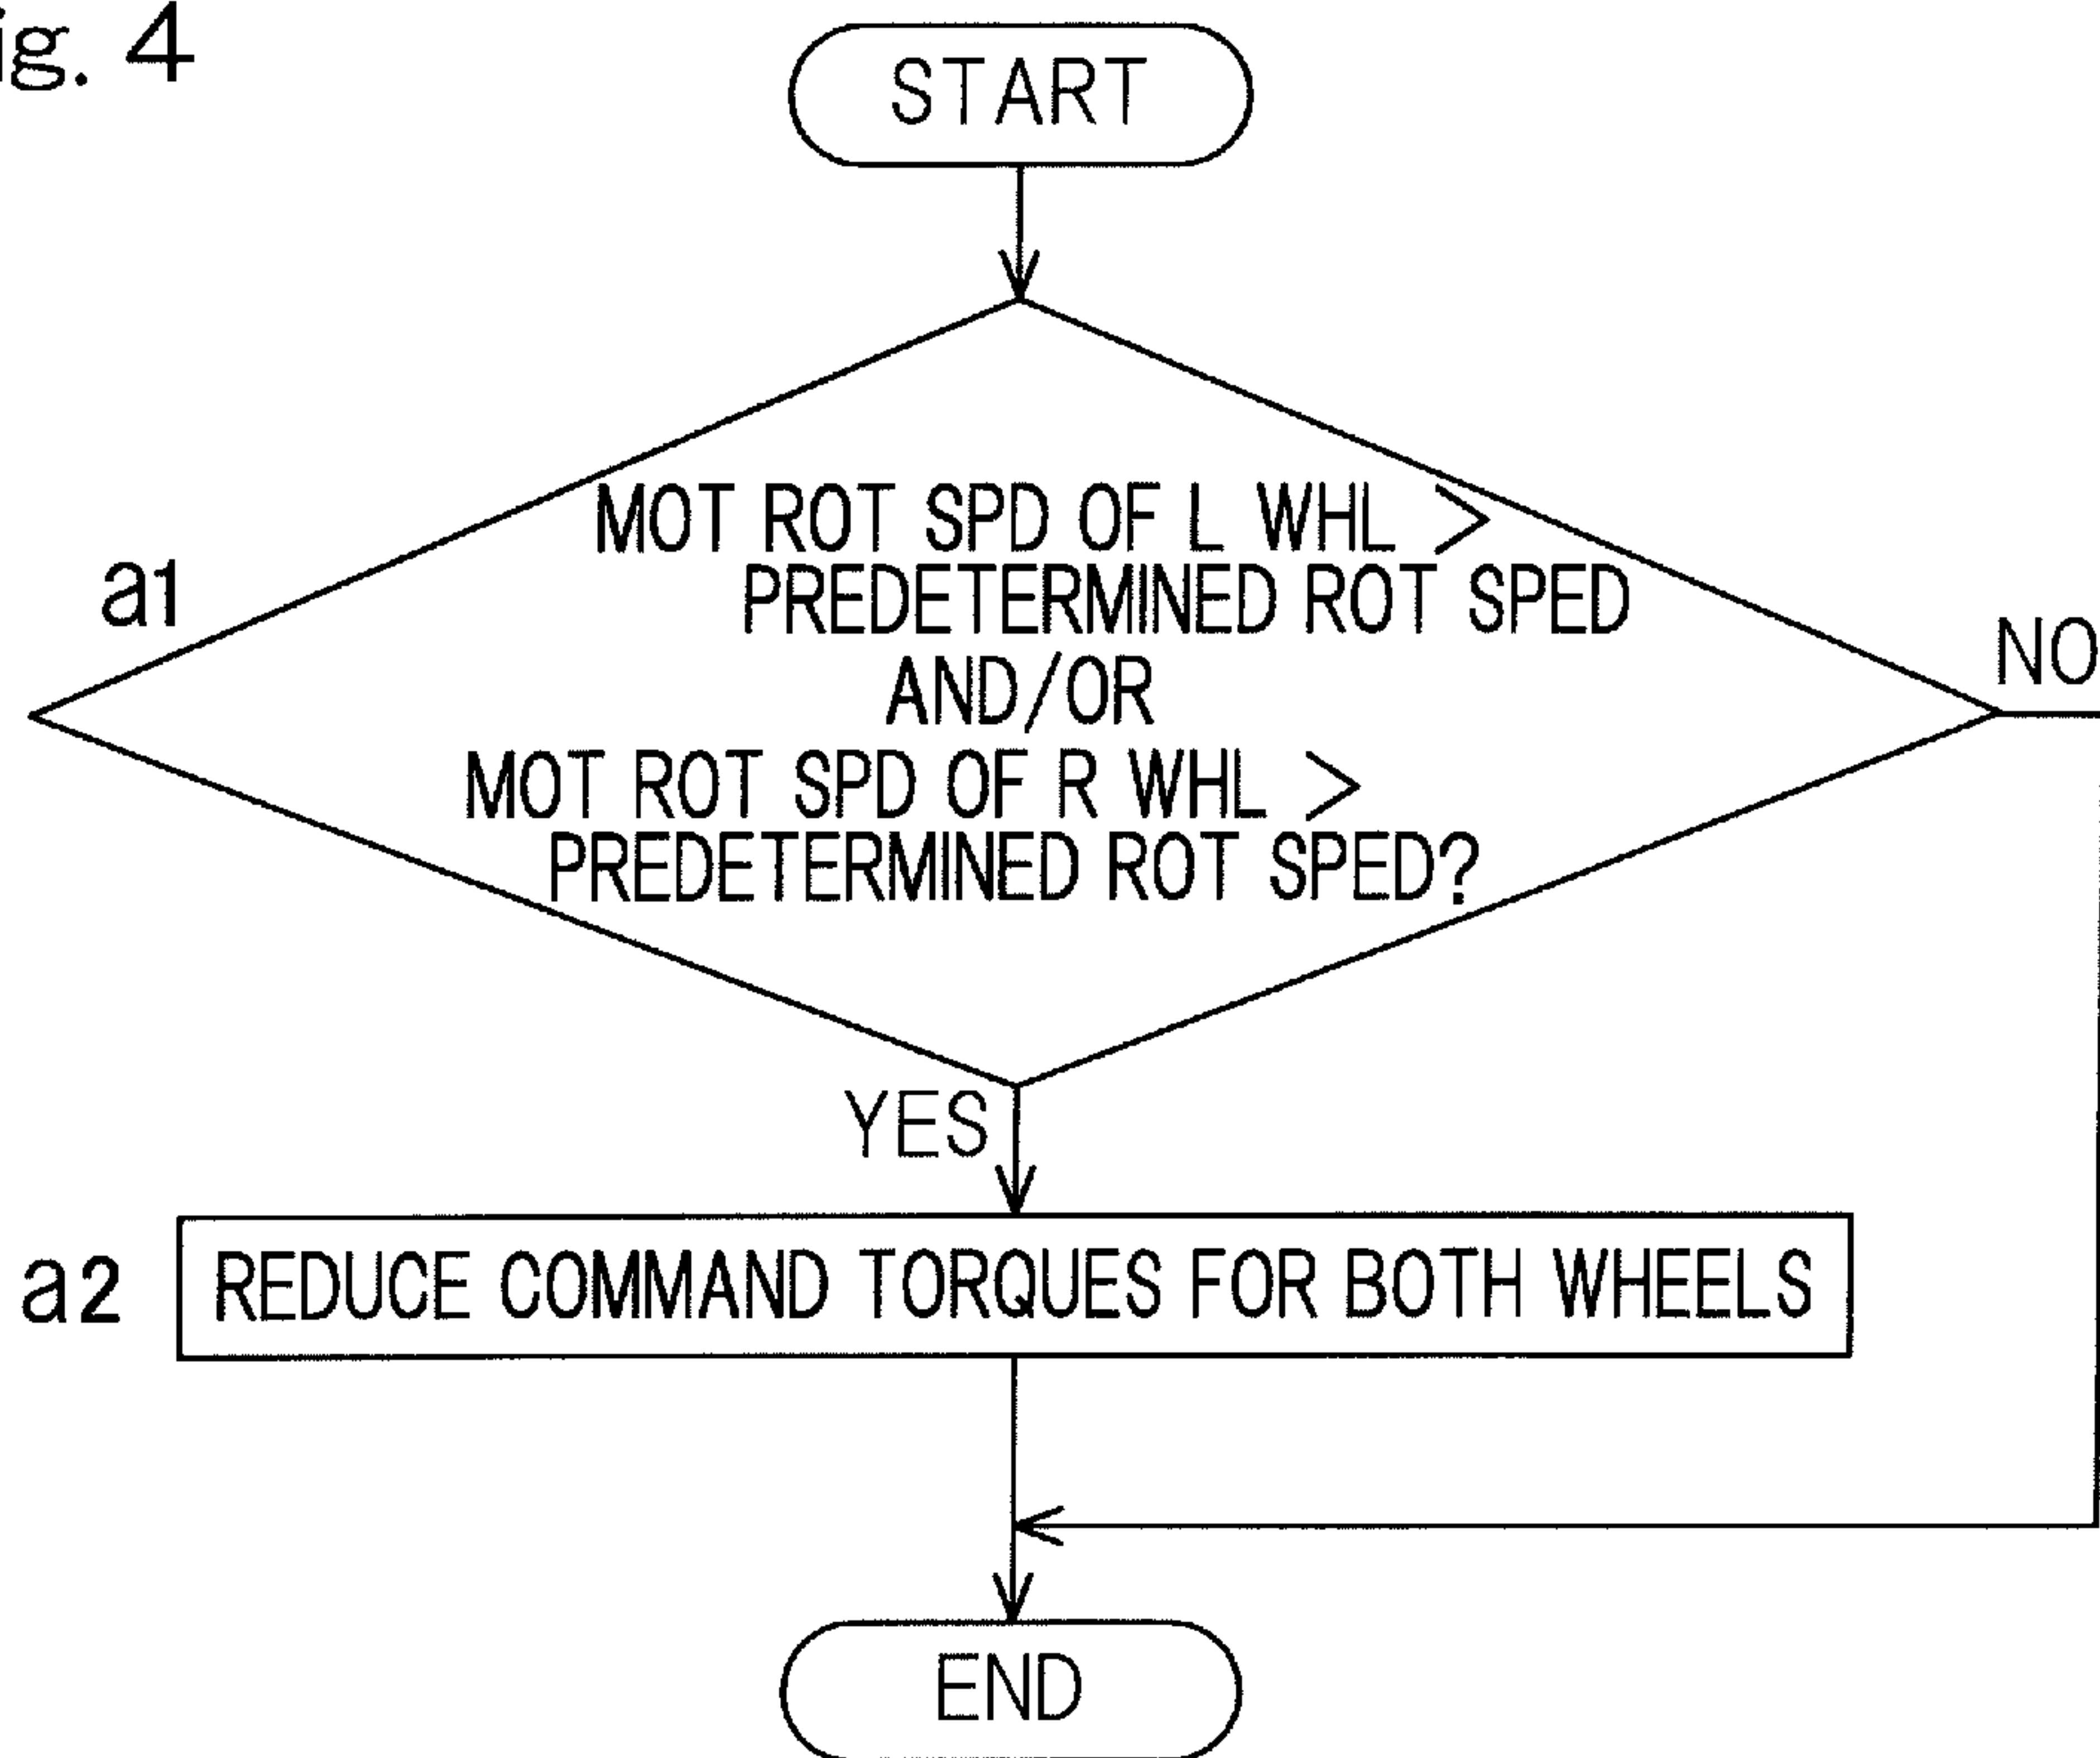 ig. 4
START
a1
MOT ROT SPD OF L WHL >
PREDETERMINED ROT SPED
AND/OR
MOT ROT SPD OF R WHL >
PREDETERMINED ROT SPED?
NO
YES
a2
REDUCE COMMAND TORQUES FOR BOTH WHEELS
END